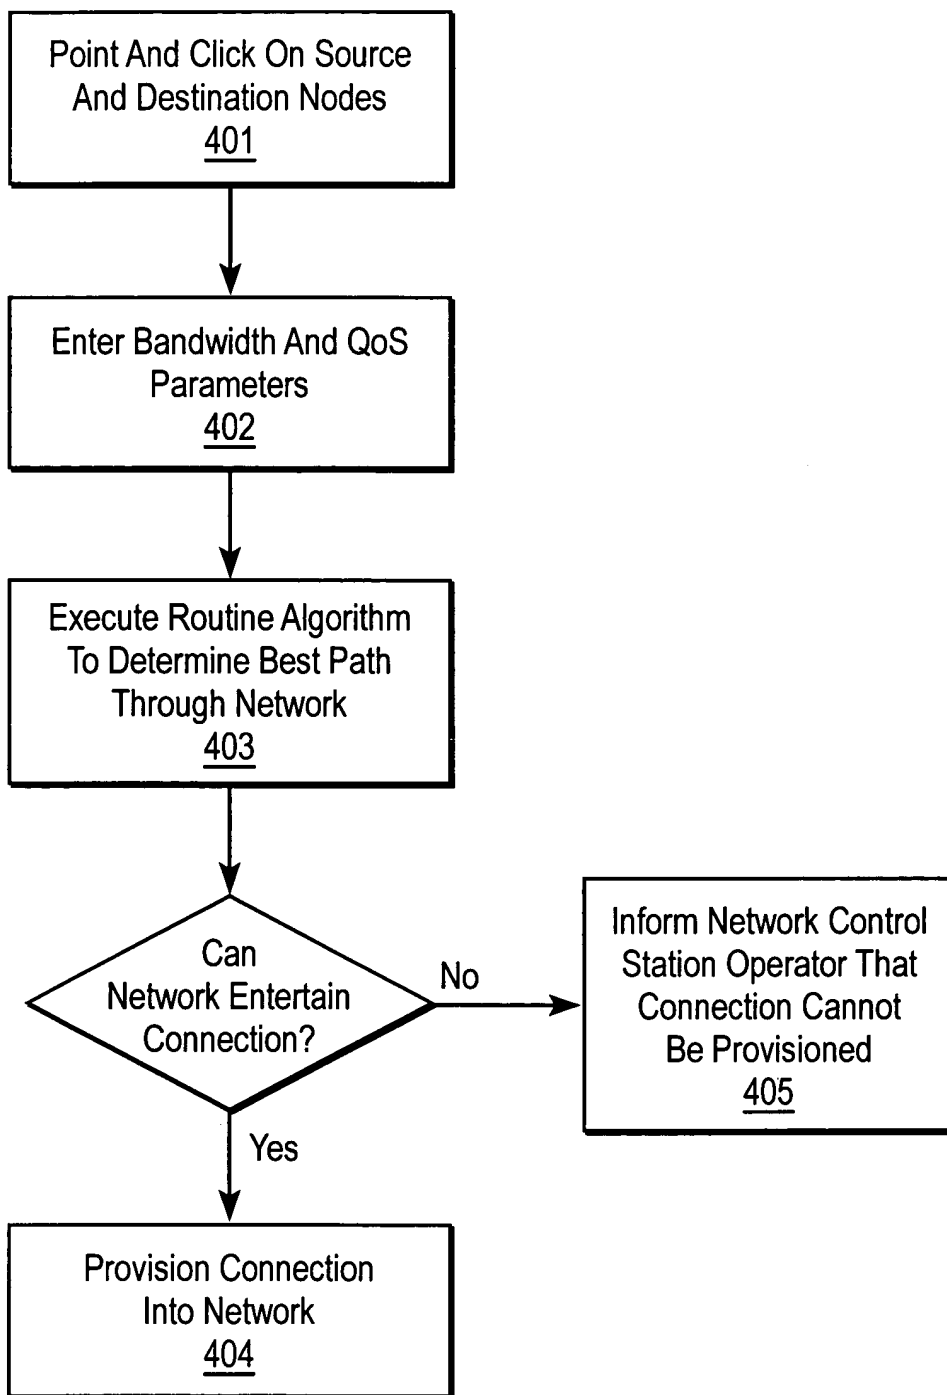 Point And Click On Source
And Destination Nodes
401
Enter Bandwidth And QoS
Parameters
402
Execute Routine Algorithm
To Determine Best Path
Through Network
403
Can
Network Entertain
Connection?
No
Inform Network Control
Station Operator That
Connection Cannot
Be Provisioned
405
Yes
Provision Connection
Into Network
404